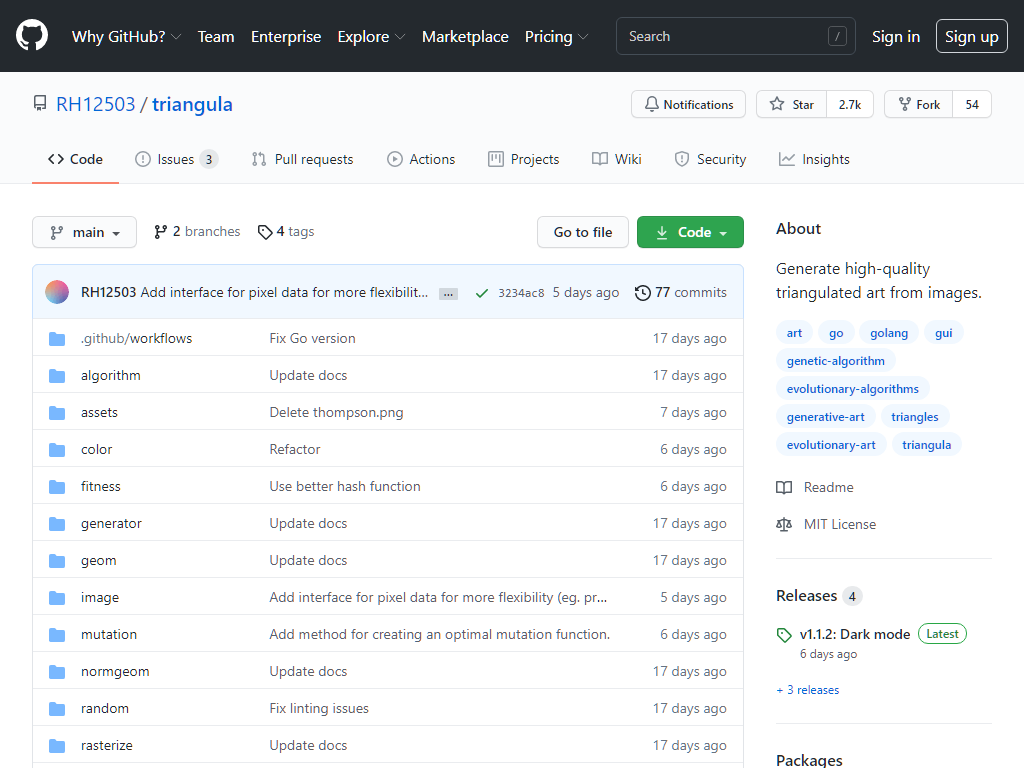 Why GitHub? Team Enterprise Explore Marketplace Pricing Search / Sign in Sign up
RH12503 / triangula
Notifications Star 2.7k Fork 54
Code Issues 3 Pull requests Actions Projects Wiki Security Insights
main 2 branches 4 tags Go to file Code
RH12503 Add interface for pixel data for more flexibilit... ... 3234ac8 5 days ago 77 commits
.github/workflows Fix Go version 17 days ago
algorithm Update docs 17 days ago
assets Delete thompson.png 7 days ago
color Refactor 6 days ago
fitness Use better hash function 6 days ago
generator Update docs 17 days ago
geom Update docs 17 days ago
image Add interface for pixel data for more flexibility (eg. pr... 5 days ago
mutation Add method for creating an optimal mutation function. 6 days ago
normgeom Update docs 17 days ago
random Fix linting issues 17 days ago
rasterize Update docs 17 days ago
About
Generate high-quality
triangulated art from images.
art go golang gui
genetic-algorithm
evolutionary-algorithms
generative-art triangles
evolutionary-art triangula
Readme
MIT License
Releases 4
v1.1.2: Dark mode Latest
6 days ago
+ 3 releases
Packages